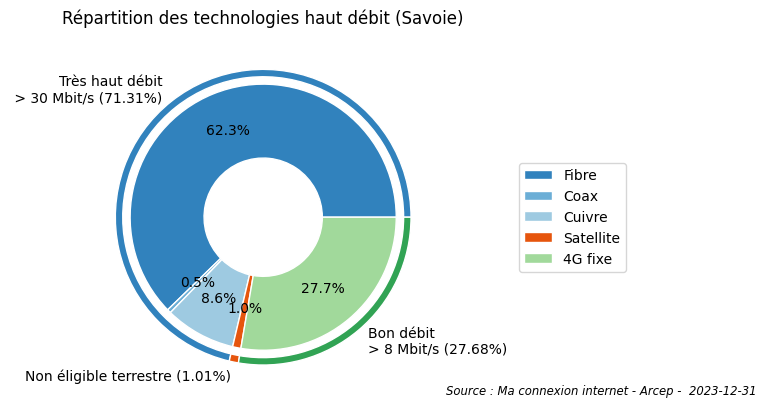 Répartition des technologies haut débit (Savoie)
Très haut débit
> 30 Mbit/s (71.31%)
62.3%
0.5%
8.6%
1.0%
27.7%
Bon débit
> 8 Mbit/s (27.68%)
Non éligible terrestre (1.01%)
Fibre
Coax
Cuivre
Satellite
4G fixe
Source : Ma connexion internet - Arcep -  2023-12-31